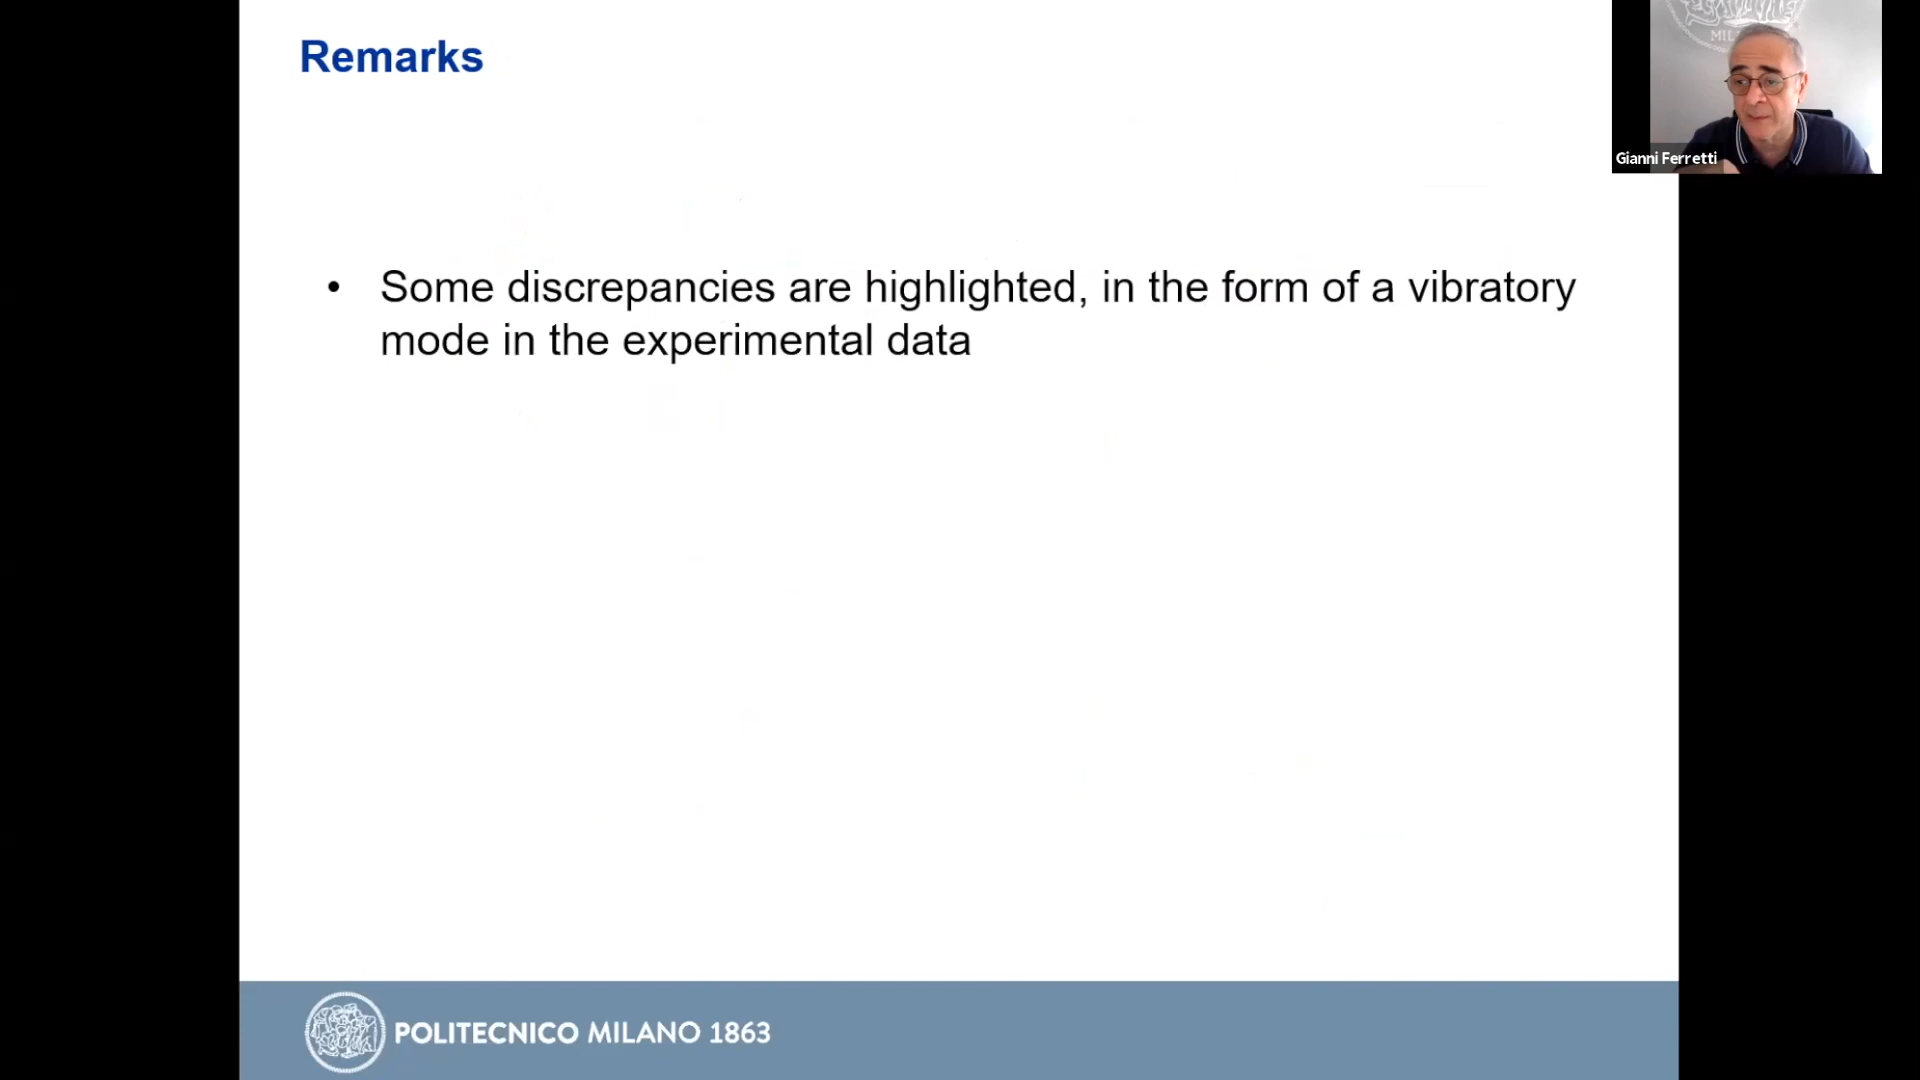 Remarks
MIL
Gianni Ferretti
• Some discrepancies are highlighted, in the form of a vibratory
mode in the experimental data
POLITECNICO MILANO 1863